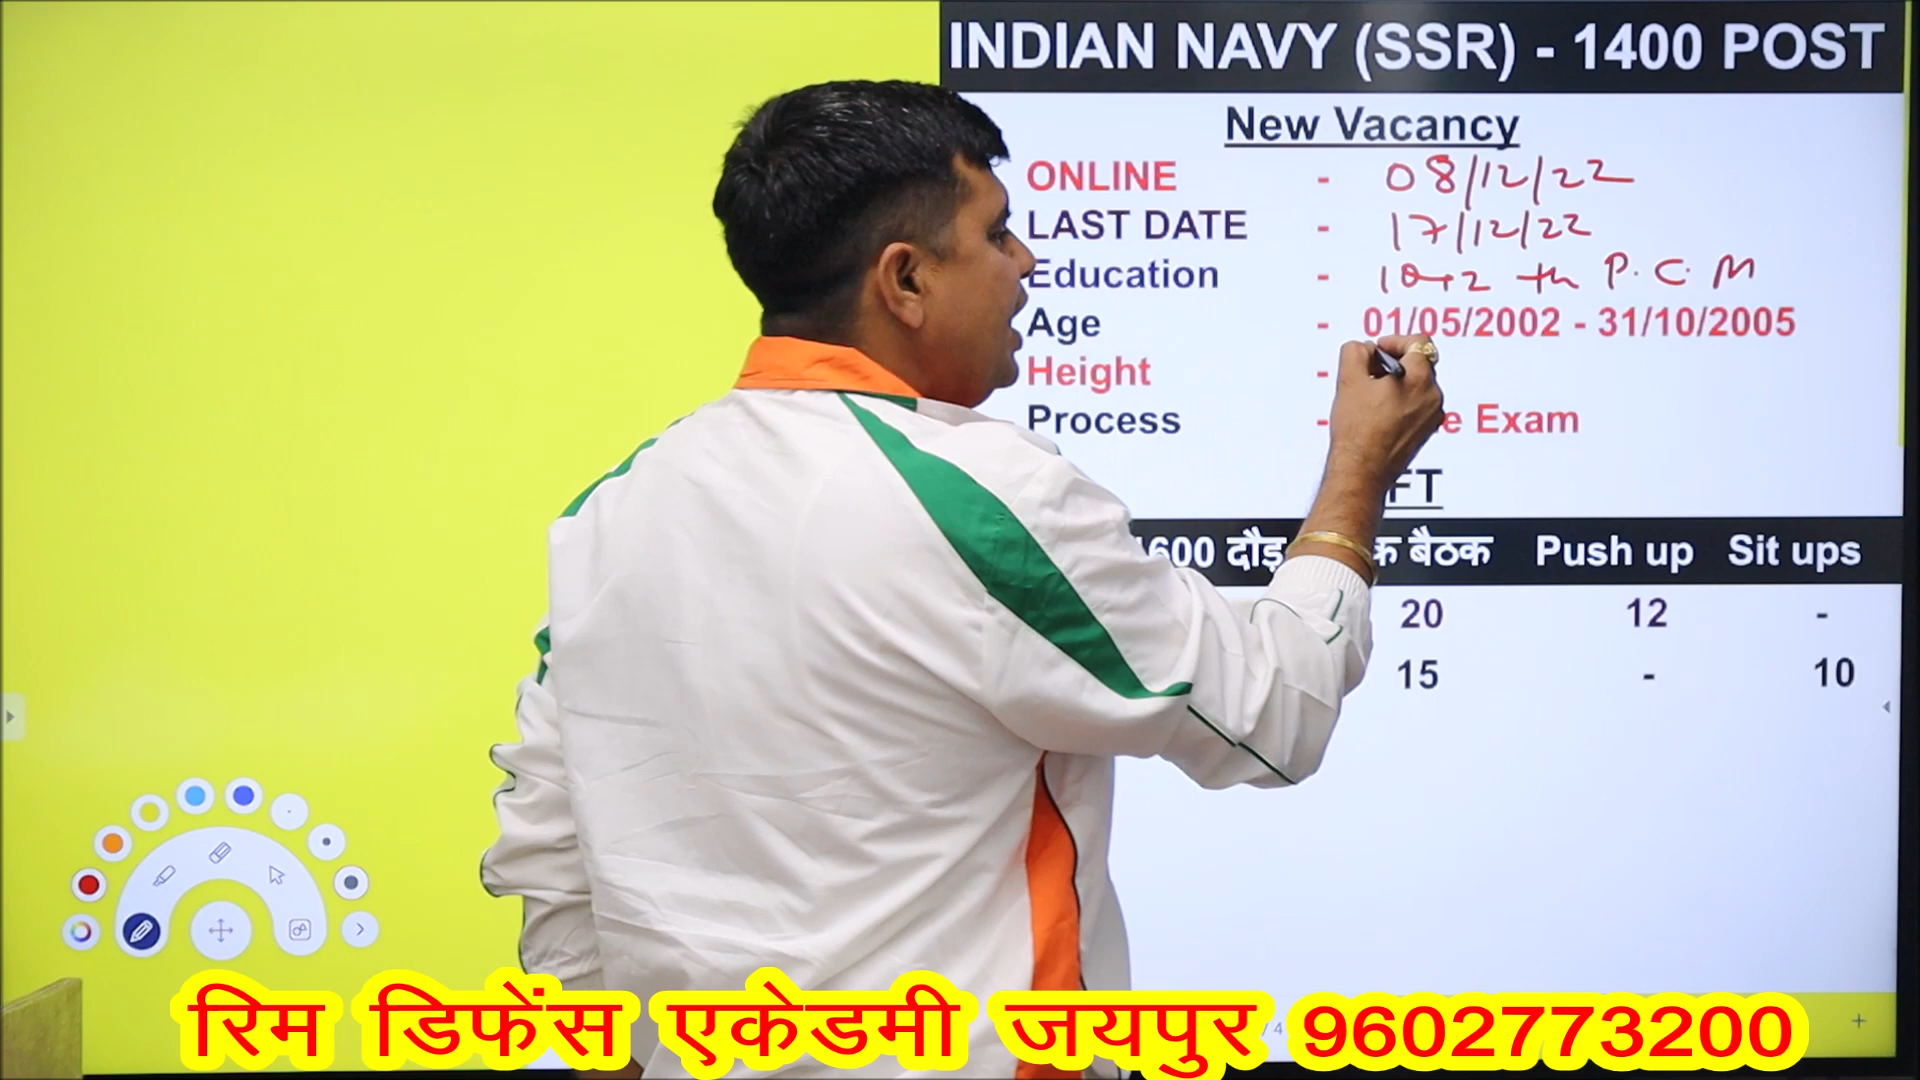 INDIAN NAVY (SSR) - 1400 POST
New Vacancy
ONLINE - 08/12/22
LAST DATE - 17/12/22
Education - 10+2 th P.C.M
Age - 01/05/2002 - 31/10/2005
Height -
Process - Exam
1600 दौड़ बैठक Push up Sit ups
20 12 -
15 - 10
रिम डिफेंस एकेडमी जयपुर 9602773200